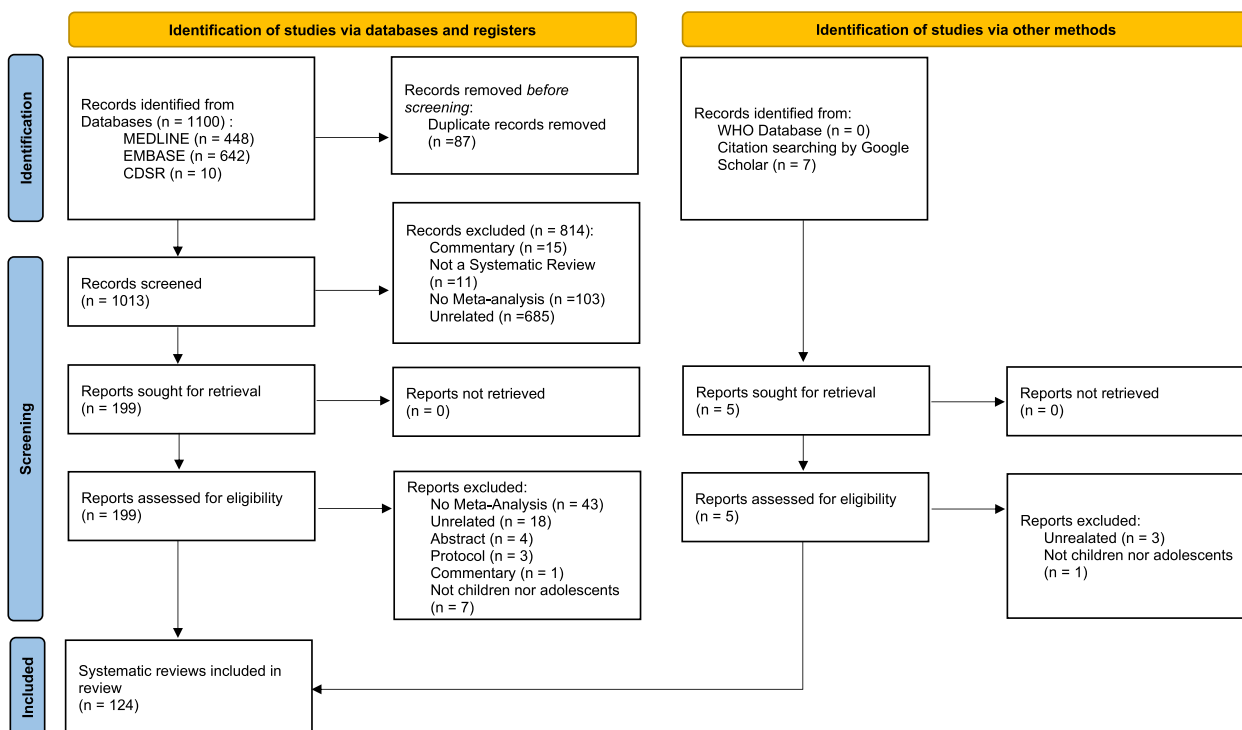 Identification of studies via databases and registers
Identification of studies via other methods
Identification
Records identified from
Databases (n = 1100) :
MEDLINE (n = 448)
EMBASE (n = 642)
CDSR (n = 10)
Records removed before
screening:
Duplicate records removed
(n =87)
Records identified from:
WHO Database (n = 0)
Citation searching by Google
Scholar (n = 7)
Screening
Records screened
(n = 1013)
Records excluded (n = 814):
Commentary (n =15)
Not a Systematic Review
(n =11)
No Meta-analysis (n =103)
Unrelated (n =685)
Reports sought for retrieval
(n = 199)
Reports not retrieved
(n = 0)
Reports sought for retrieval
(n = 5)
Reports not retrieved
(n = 0)
Reports assessed for eligibility
(n = 199)
Reports excluded:
No Meta-Analysis (n = 43)
Unrelated (n = 18)
Abstract (n = 4)
Protocol (n = 3)
Commentary (n = 1)
Not children nor adolescents
(n = 7)
Reports assessed for eligibility
(n = 5)
Reports excluded:
Unrealated (n = 3)
Not children nor adolescents
(n = 1)
Included
Systematic reviews included in
review
(n = 124)